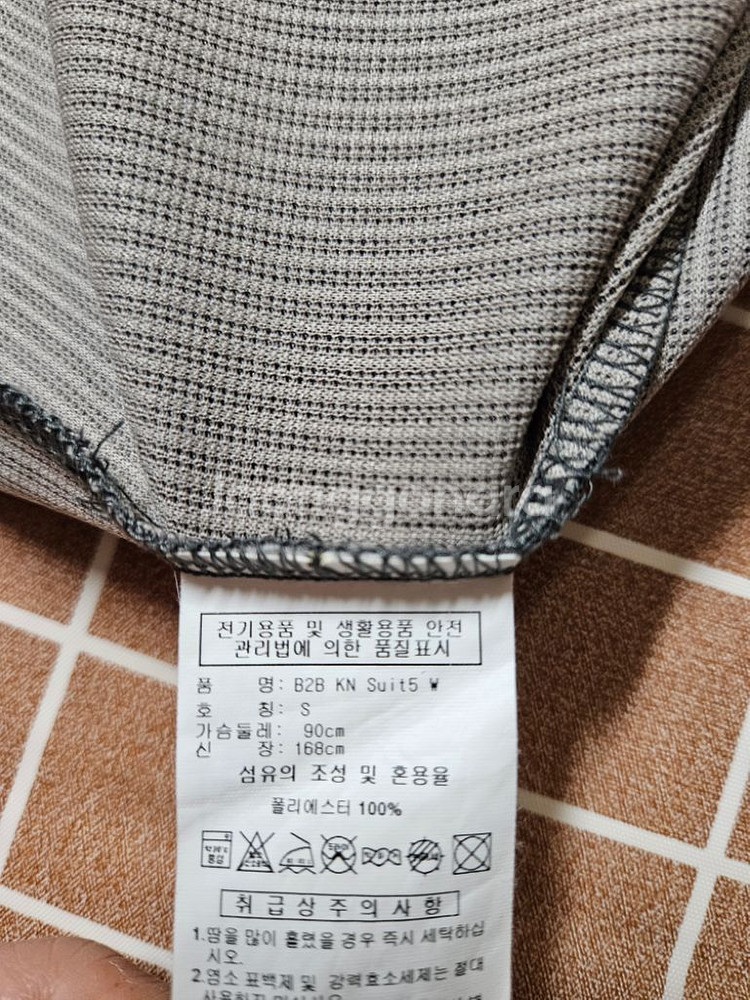 전기용품 및 생활용품 안전
관리법에 의한 품질표시
품 명: B2B KN Suit5 W
호 칭: S
가슴둘레: 90cm
신 장: 168cm
섬유의 조성 및 혼용율
폴리에스터 100%
취급상주의사항
1.땀을 많이 흘렸을 경우 즉시 세탁하십
시오.
2.염소 표백제 및 강력효소세제는 절대